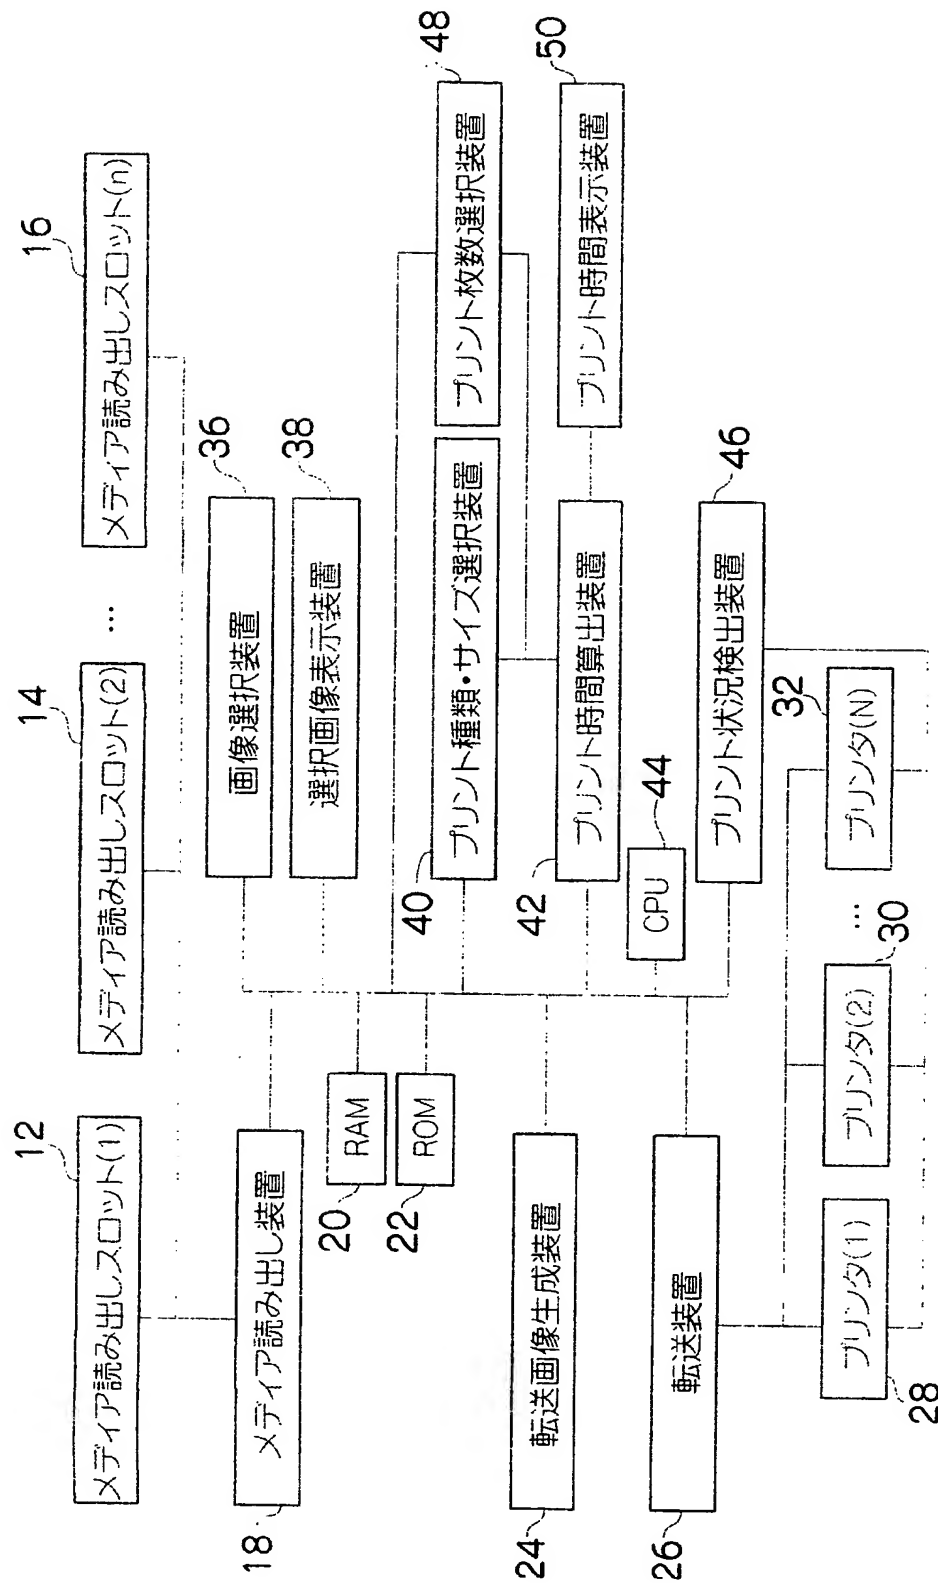 12
メディア読み出しスロット(1)
14
メディア読み出しスロット(2)
...
16
メディア読み出しスロット(n)
メディア読み出し装置
18
画像選択装置
36
選択画像表示装置
38
RAM
20
ROM
22
プリント種類・サイズ選択装置
40
プリント枚数選択装置
48
転送画像生成装置
24
プリント時間算出装置
42
プリント時間表示装置
50
CPU
44
転送装置
26
プリント状況検出装置
46
プリンタ(1)
28
プリンタ(2)
30
...
プリンタ(N)
32